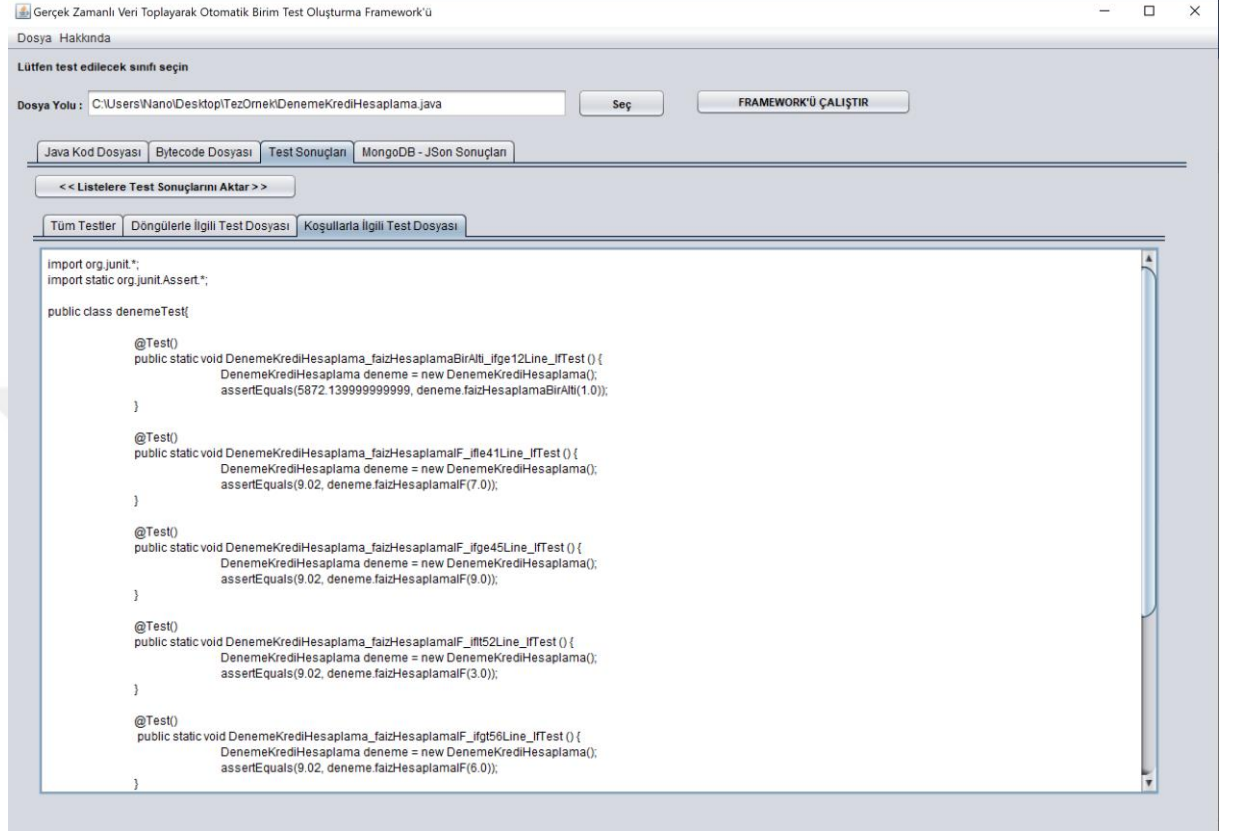 Gerçek Zamanlı Veri Toplayarak Otomatik Birim Test Oluşturma Framework'ü
Dosya Hakkında
Lütfen test edilecek sınıfı seçin
Dosya Yolu : C:\Users\Nano\Desktop\TezOrnek\DenemeKrediHesaplama.java Seç FRAMEWORK'Ü ÇALIŞTIR
Java Kod Dosyası Bytecode Dosyası Test Sonuçları MongoDB - JSon Sonuçları
<< Listelere Test Sonuçlarını Aktar >>
Tüm Testler Döngülerle İlgili Test Dosyası Koşullarla İlgili Test Dosyası
import org.junit.*;
import static org.junit.Assert.*;
public class denemeTest{
@Test()
public static void DenemeKrediHesaplama_faizHesaplamaBirAlti_ifge12Line_IfTest () {
DenemeKrediHesaplama deneme = new DenemeKrediHesaplama();
assertEquals(5872.139999999999, deneme.faizHesaplamaBirAlti(1.0));
}
@Test()
public static void DenemeKrediHesaplama_faizHesaplamaIF_ifle41Line_IfTest () {
DenemeKrediHesaplama deneme = new DenemeKrediHesaplama();
assertEquals(9.02, deneme.faizHesaplamaIF(7.0));
}
@Test()
public static void DenemeKrediHesaplama_faizHesaplamaIF_ifge45Line_IfTest () {
DenemeKrediHesaplama deneme = new DenemeKrediHesaplama();
assertEquals(9.02, deneme.faizHesaplamaIF(9.0));
}
@Test()
public static void DenemeKrediHesaplama_faizHesaplamaIF_iflt52Line_IfTest () {
DenemeKrediHesaplama deneme = new DenemeKrediHesaplama();
assertEquals(9.02, deneme.faizHesaplamaIF(3.0));
}
@Test()
public static void DenemeKrediHesaplama_faizHesaplamaIF_ifgt56Line_IfTest () {
DenemeKrediHesaplama deneme = new DenemeKrediHesaplama();
assertEquals(9.02, deneme.faizHesaplamaIF(6.0));
}